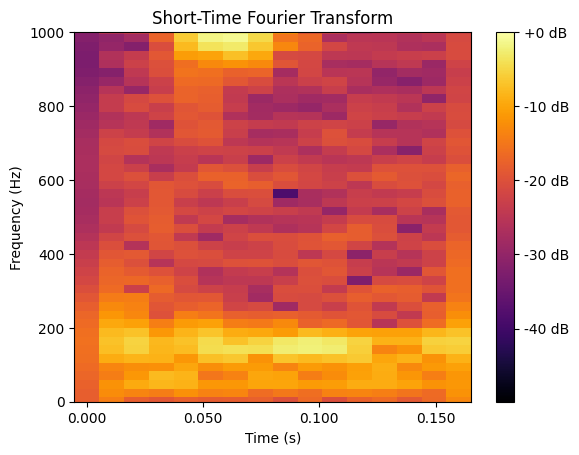 Short-Time Fourier Transform
1000
800
600
400
200
0
Frequency (Hz)
0.000
0.050
0.100
0.150
Time (s)
+0 dB
-10 dB
-20 dB
-30 dB
-40 dB